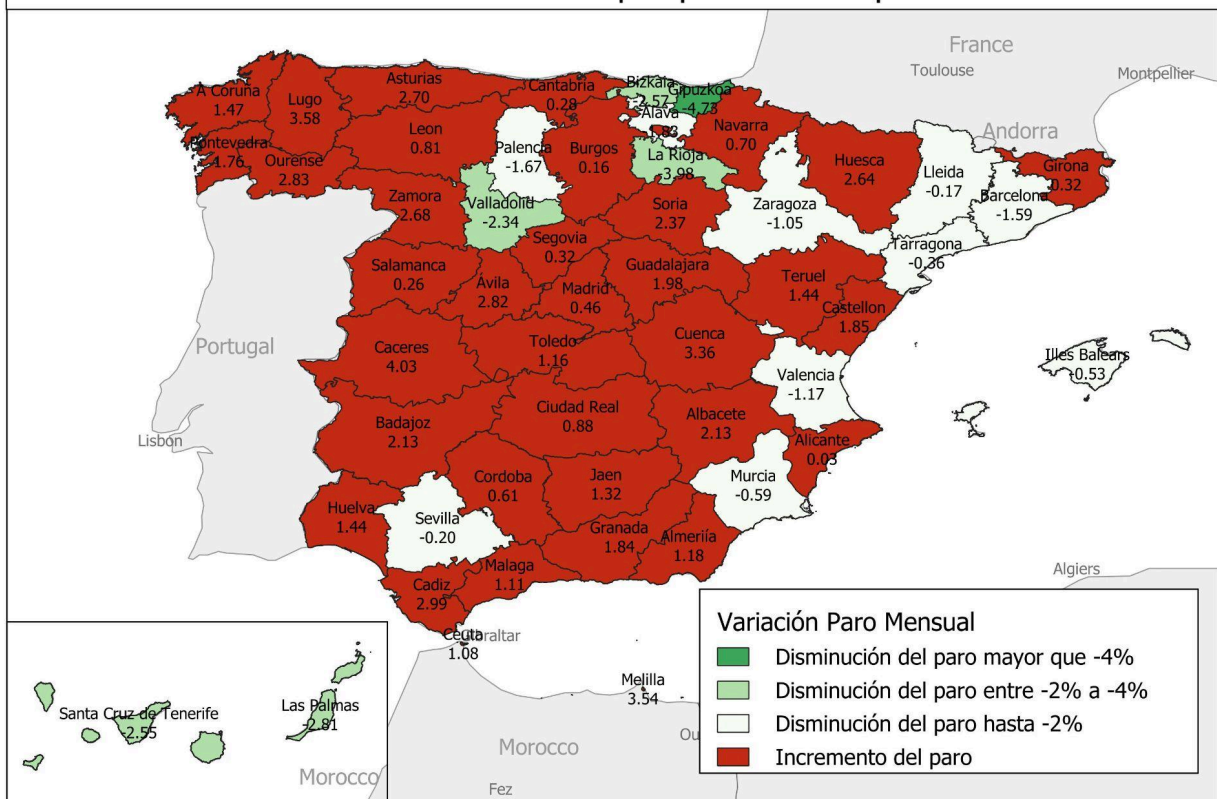 France
Toulouse
Montpellier
Andorra
A Coruña
1.47
Lugo
3.58
Asturias
2.70
Cantabria
0.28
Bizkaia
-2.57
Gipuzkoa
-4.73
Alava
-1.83
Navarra
0.70
Pontevedra
1.76
Ourense
2.83
Leon
0.81
Palencia
-1.67
Burgos
0.16
La Rioja
-3.98
Huesca
2.64
Lleida
-0.17
Girona
0.32
Barcelona
-1.59
Zamora
2.68
Valladolid
-2.34
Soria
2.37
Zaragoza
-1.05
Tarragona
-0.36
Segovia
0.32
Salamanca
0.26
Ávila
2.82
Madrid
0.46
Guadalajara
1.98
Teruel
1.44
Castellon
1.85
Portugal
Caceres
4.03
Toledo
1.16
Cuenca
3.36
Valencia
-1.17
Illes Balears
-0.53
Lisbon
Badajoz
2.13
Ciudad Real
0.88
Albacete
2.13
Alicante
0.03
Huelva
1.44
Sevilla
-0.20
Cordoba
0.61
Jaen
1.32
Murcia
-0.59
Granada
1.84
Almeriía
1.18
Cadiz
2.99
Malaga
1.11
Algiers
Ceuta
1.08
Gibraltar
Melilla
3.54
Santa Cruz de Tenerife
-2.55
Las Palmas
-2.81
Morocco
Morocco
Fez
Variación Paro Mensual
Disminución del paro mayor que -4%
Disminución del paro entre -2% a -4%
Disminución del paro hasta -2%
Incremento del paro